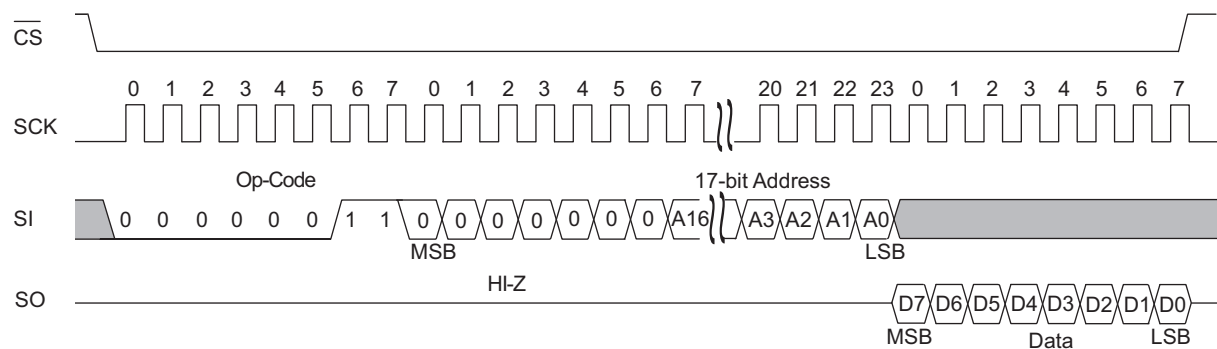 CS
0 1 2 3 4 5 6 7 0 1 2 3 4 5 6 7 20 21 22 23 0 1 2 3 4 5 6 7
SCK
Op-Code 17-bit Address
SI 0 0 0 0 0 0 1 1 0 0 0 0 0 0 0 A16 A3 A2 A1 A0
MSB LSB
HI-Z
SO D7 D6 D5 D4 D3 D2 D1 D0
MSB Data LSB